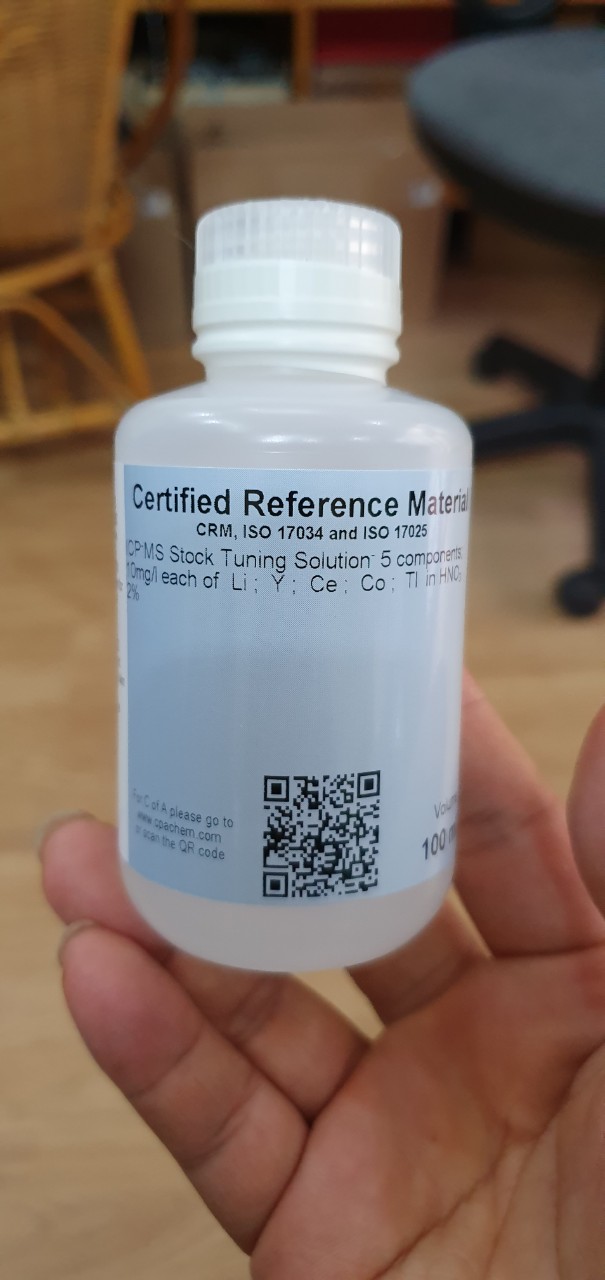 Certified Reference Material
CRM, ISO 17034 and ISO 17025
ICP-MS Stock Tuning Solution- 5 components
10mg/l each of Li ; Y ; Ce ; Co ; Tl in HNO₃
2%
For C of A please go to
www.cpachem.com
or scan the QR code
100